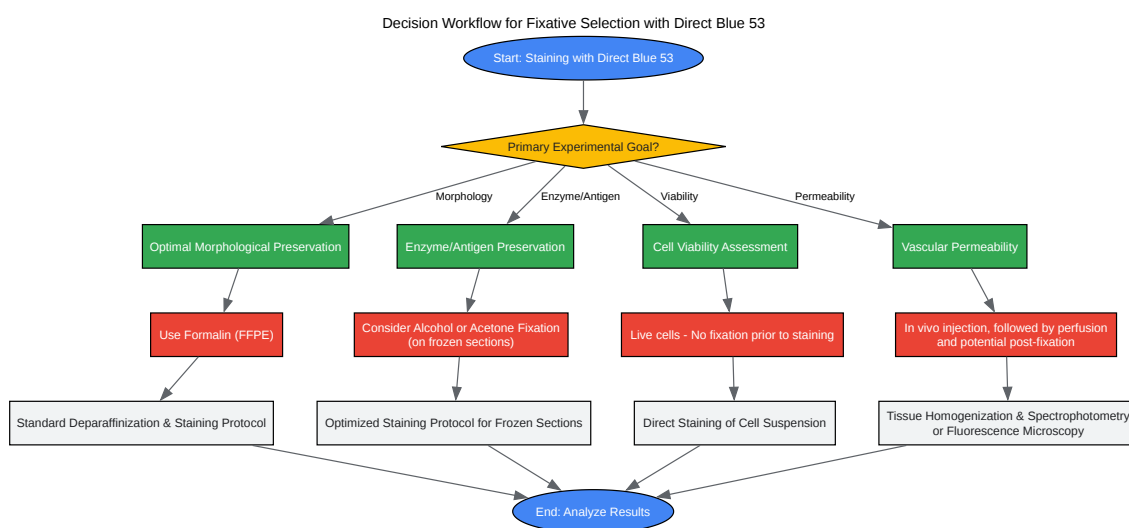 Decision Workflow for Fixative Selection with Direct Blue 53
Start: Staining with Direct Blue 53
Primary Experimental Goal?
Morphology
Enzyme/Antigen
Viability
Permeability
Optimal Morphological Preservation
Enzyme/Antigen Preservation
Cell Viability Assessment
Vascular Permeability
Use Formalin (FFPE)
Consider Alcohol or Acetone Fixation
(on frozen sections)
Live cells - No fixation prior to staining
In vivo injection, followed by perfusion
and potential post-fixation
Standard Deparaffinization & Staining Protocol
Optimized Staining Protocol for Frozen Sections
Direct Staining of Cell Suspension
Tissue Homogenization & Spectrophotometry
or Fluorescence Microscopy
End: Analyze Results